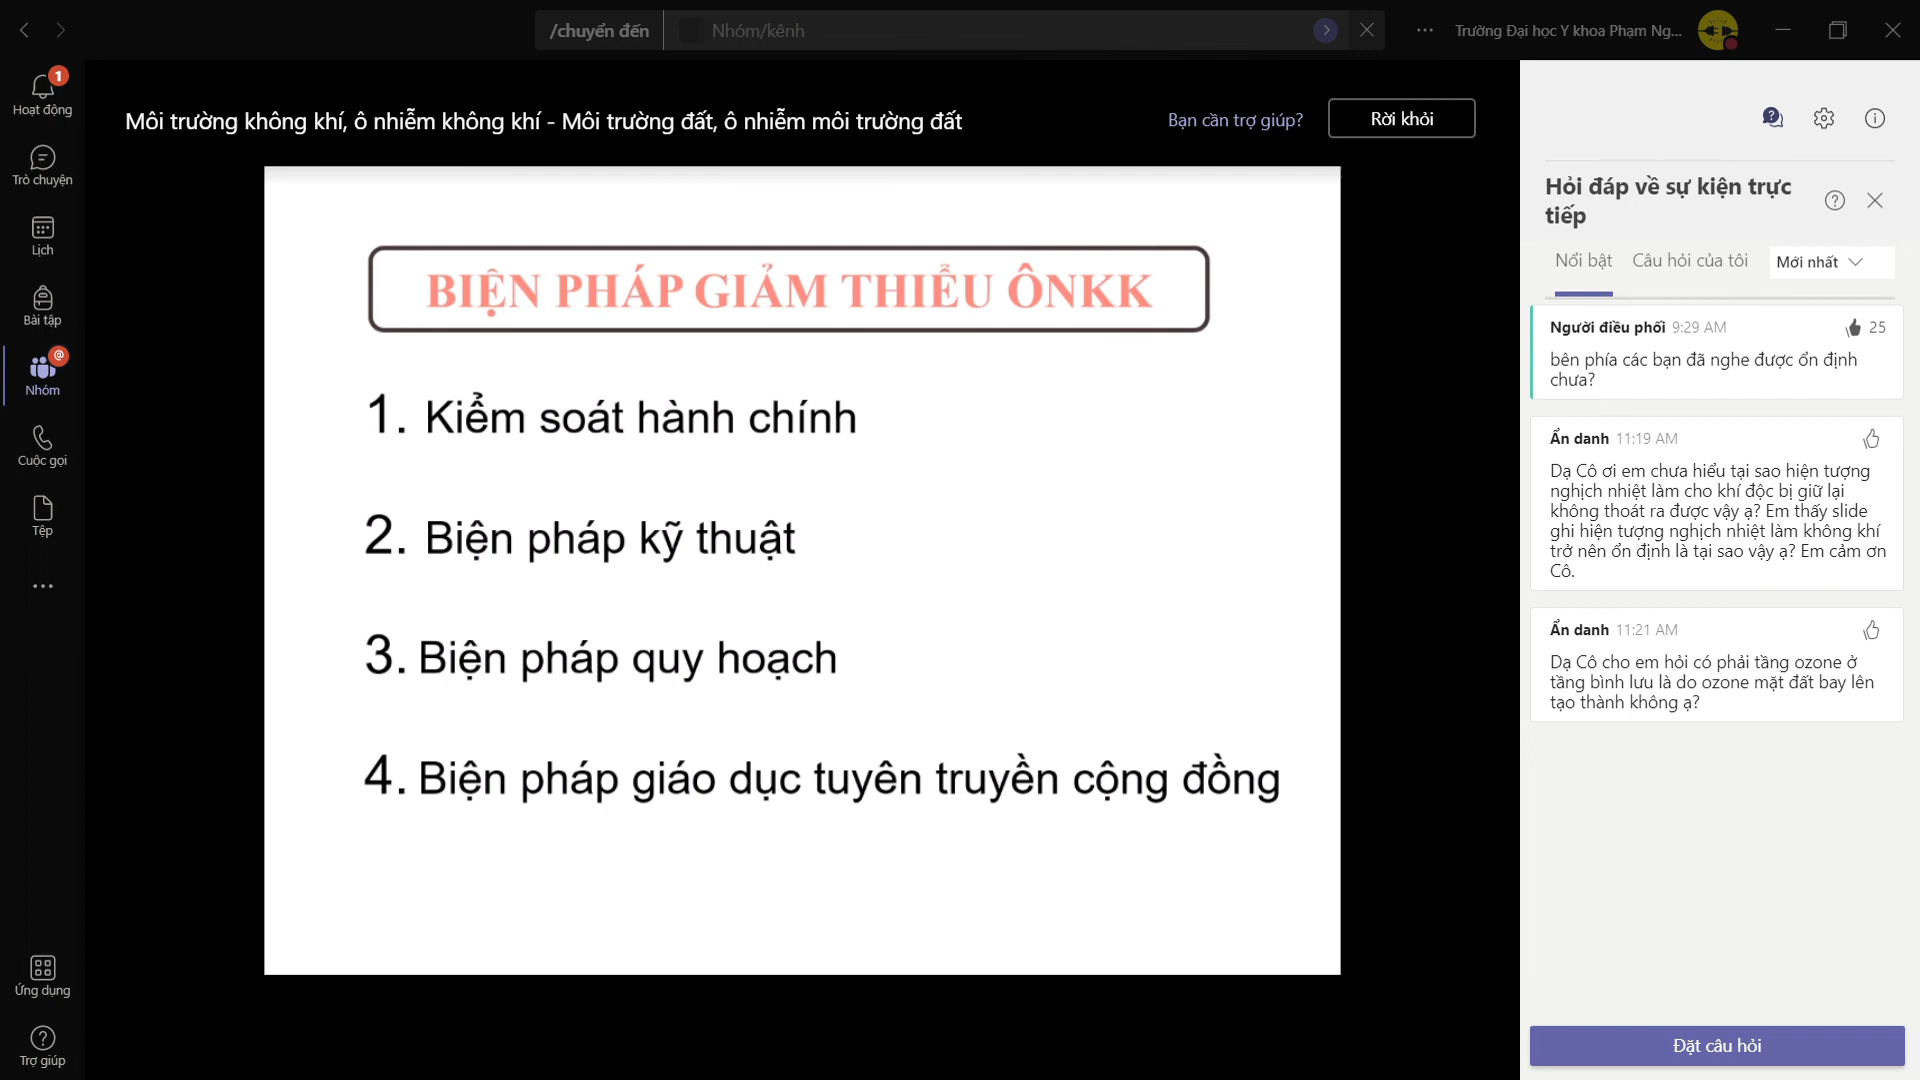 /chuyển đến
Nhóm/kênh
Trường Đại học Y khoa Phạm Ng...
1
Hoạt động
Trò chuyện
Lịch
Bài tập
@
Nhóm
Cuộc gọi
Tệp
Ứng dụng
Trợ giúp
Môi trường không khí, ô nhiễm không khí - Môi trường đất, ô nhiễm môi trường đất
Bạn cần trợ giúp?
Rời khỏi
BIỆN PHÁP GIẢM THIỂU ÔNKK
1. Kiểm soát hành chính
2. Biện pháp kỹ thuật
3. Biện pháp quy hoạch
4. Biện pháp giáo dục tuyên truyền cộng đồng
Hỏi đáp về sự kiện trực
tiếp
Nổi bật
Câu hỏi của tôi
Mới nhất
Người điều phối 9:29 AM
25
bên phía các bạn đã nghe được ổn định
chưa?
Ẩn danh 11:19 AM
Dạ Cô ơi em chưa hiểu tại sao hiện tượng
nghịch nhiệt làm cho khí độc bị giữ lại
không thoát ra được vậy ạ? Em thấy slide
ghi hiện tượng nghịch nhiệt làm không khí
trở nên ổn định là tại sao vậy ạ? Em cảm ơn
Cô.
Ẩn danh 11:21 AM
Dạ Cô cho em hỏi có phải tầng ozone ở
tầng bình lưu là do ozone mặt đất bay lên
tạo thành không ạ?
Đặt câu hỏi